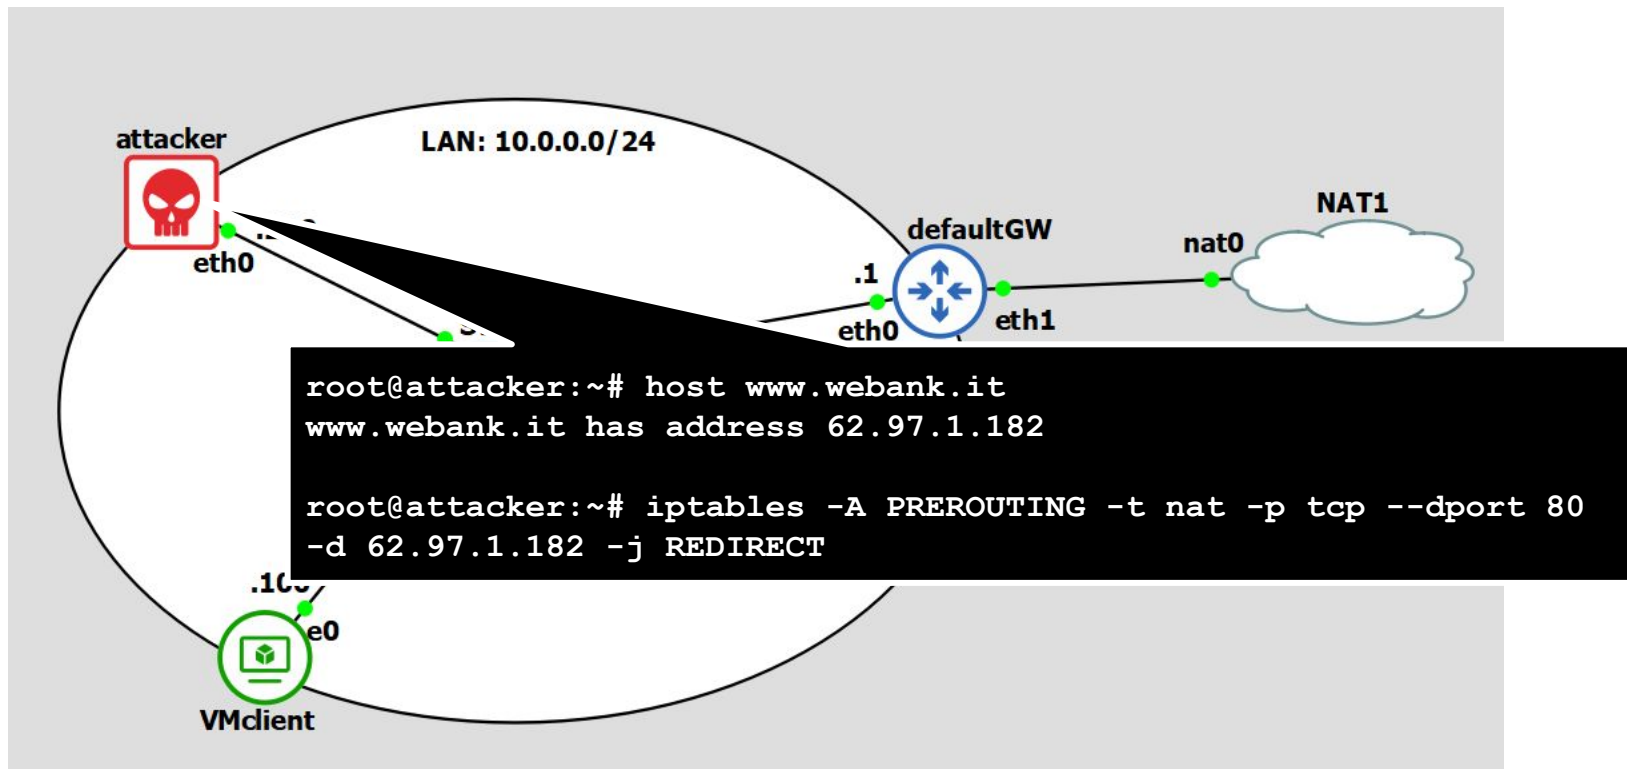 attacker
LAN: 10.0.0.0/24
NAT1
defaultGW
nat0
eth0
.1
eth0
eth1
root@attacker:~# host www.webank.it
www.webank.it has address 62.97.1.182
root@attacker:~# iptables -A PREROUTING -t nat -p tcp --dport 80
-d 62.97.1.182 -j REDIRECT
.100
e0
VMclient